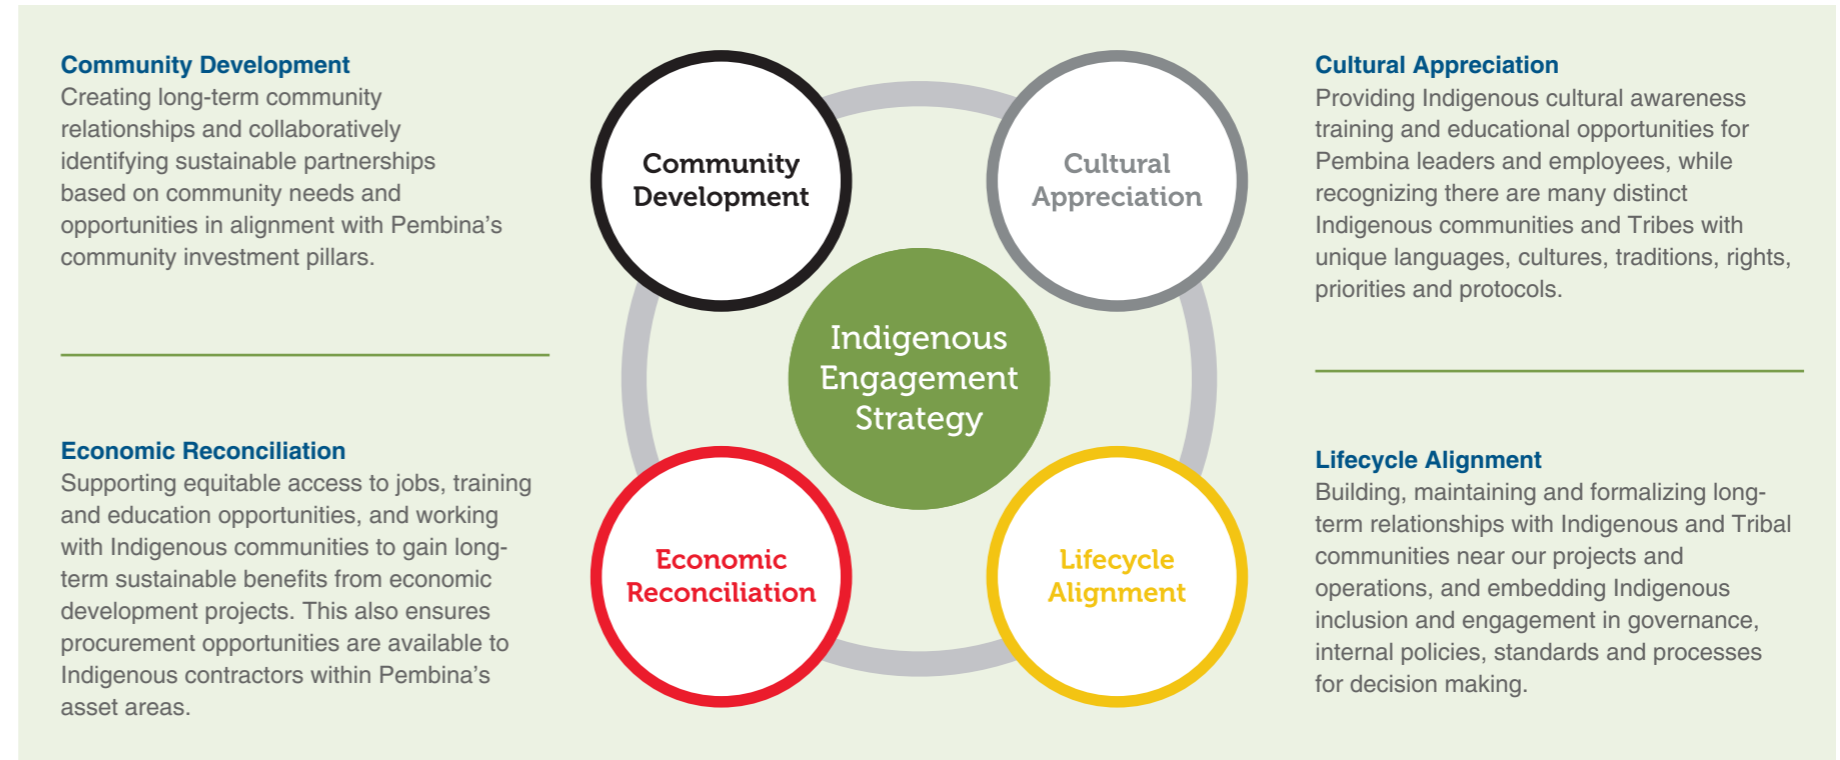 Community Development
Creating long-term community
relationships and collaboratively
identifying sustainable partnerships
based on community needs and
opportunities in alignment with Pembina’s
community investment pillars.
Economic Reconciliation
Supporting equitable access to jobs, training
and education opportunities, and working
with Indigenous communities to gain long-
term sustainable benefits from economic
development projects. This also ensures
procurement opportunities are available to
Indigenous contractors within Pembina’s
asset areas.
Community
Development
Cultural
Appreciation
Indigenous
Engagement
Strategy
Economic
Reconciliation
Lifecycle
Alignment
Cultural Appreciation
Providing Indigenous cultural awareness
training and educational opportunities for
Pembina leaders and employees, while
recognizing there are many distinct
Indigenous communities and Tribes with
unique languages, cultures, traditions, rights,
priorities and protocols.
Lifecycle Alignment
Building, maintaining and formalizing long-
term relationships with Indigenous and Tribal
communities near our projects and
operations, and embedding Indigenous
inclusion and engagement in governance,
internal policies, standards and processes
for decision making.